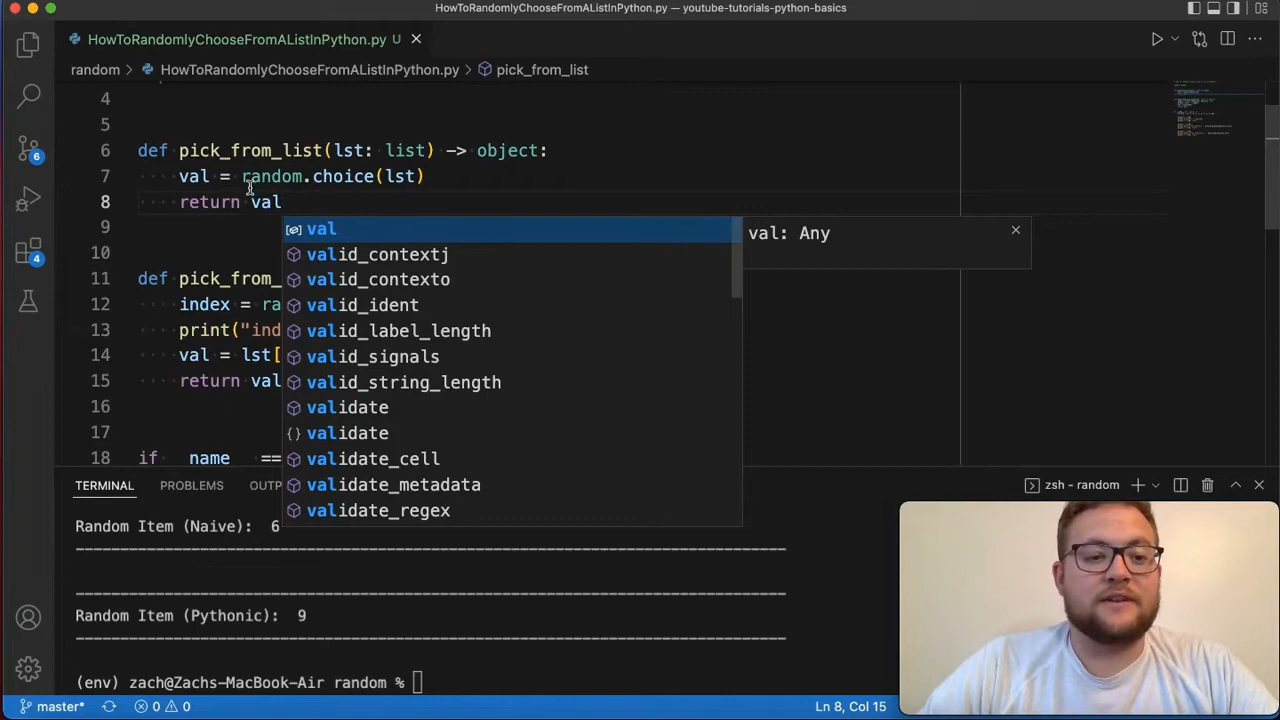 HowToRandomlyChooseFromAListInPython.py — youtube-tutorials-python-basics
HowToRandomlyChooseFromAListInPython.py U
random > HowToRandomlyChooseFromAListInPython.py > pick_from_list
4
5
6 def pick_from_list(lst: list) -> object:
7 val = random.choice(lst)
8 return val
9
10
11 def pick_from_
12 index = ra
13 print("ind
14 val = lst[
15 return val
16
17
18 if __name__ ==
val
valid_contextj
valid_contexto
valid_ident
valid_label_length
valid_signals
valid_string_length
validate
validate
validate_cell
validate_metadata
validate_regex
val: Any
6
4
TERMINAL PROBLEMS OUTP
zsh - random
Random Item (Naive): 6
Random Item (Pythonic): 9
(env) zach@Zachs-MacBook-Air random %
master* 0 0 Ln 8, Col 15